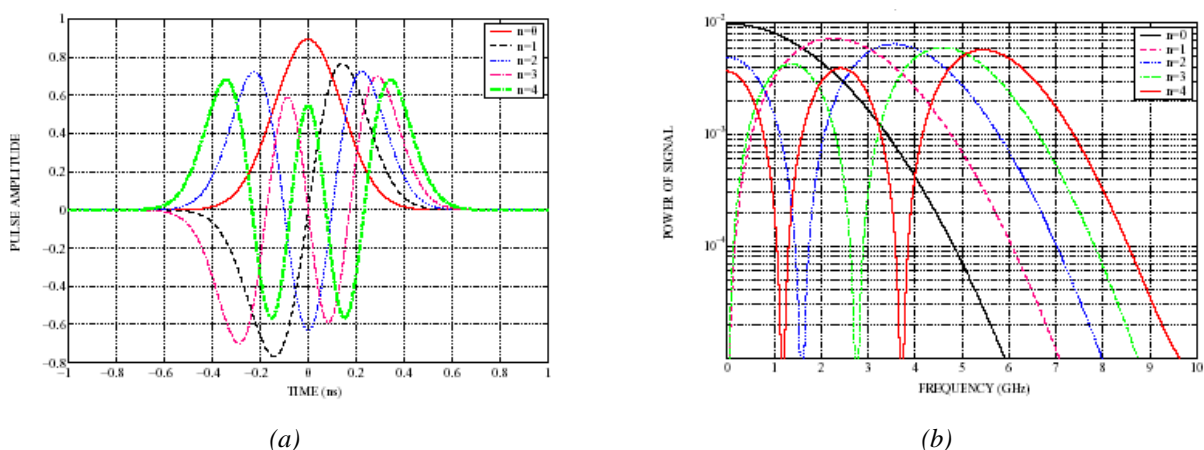 1
0.8
0.6
0.4
0.2
0
−0.2
−0.4
−0.6
−0.8
−1 −0.8 −0.6 −0.4 −0.2 0 0.2 0.4 0.6 0.8 1
PULSE AMPLITUDE
TIME (ns)
n=0
n=1
n=2
n=3
n=4
(a)
10−2
10−3
10−4
0 1 2 3 4 5 6 7 8 9 10
POWER OF SIGNAL
FREQUENCY (GHz)
n=0
n=1
n=2
n=3
n=4
(b)